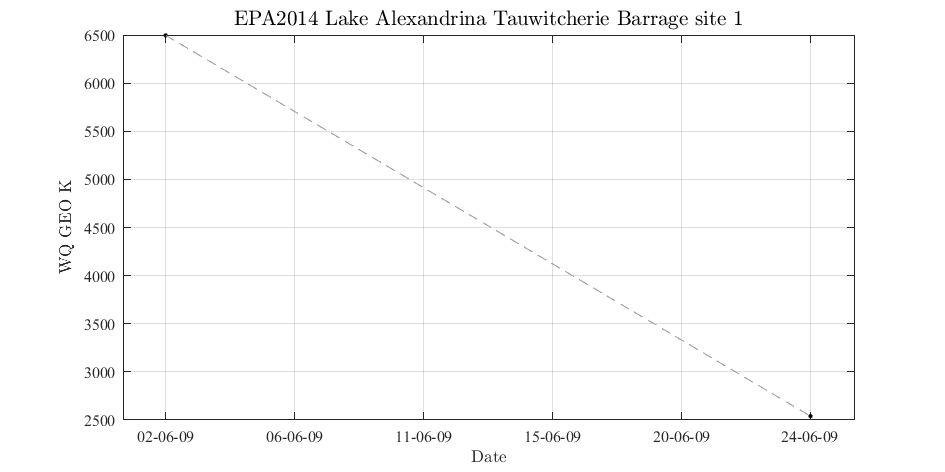 EPA2014 Lake Alexandrina Tauwitcherie Barrage site 1
6500
6000
5500
5000
4500
4000
3500
3000
2500
WQ GEO K
02-06-09 06-06-09 11-06-09 15-06-09 20-06-09 24-06-09
Date